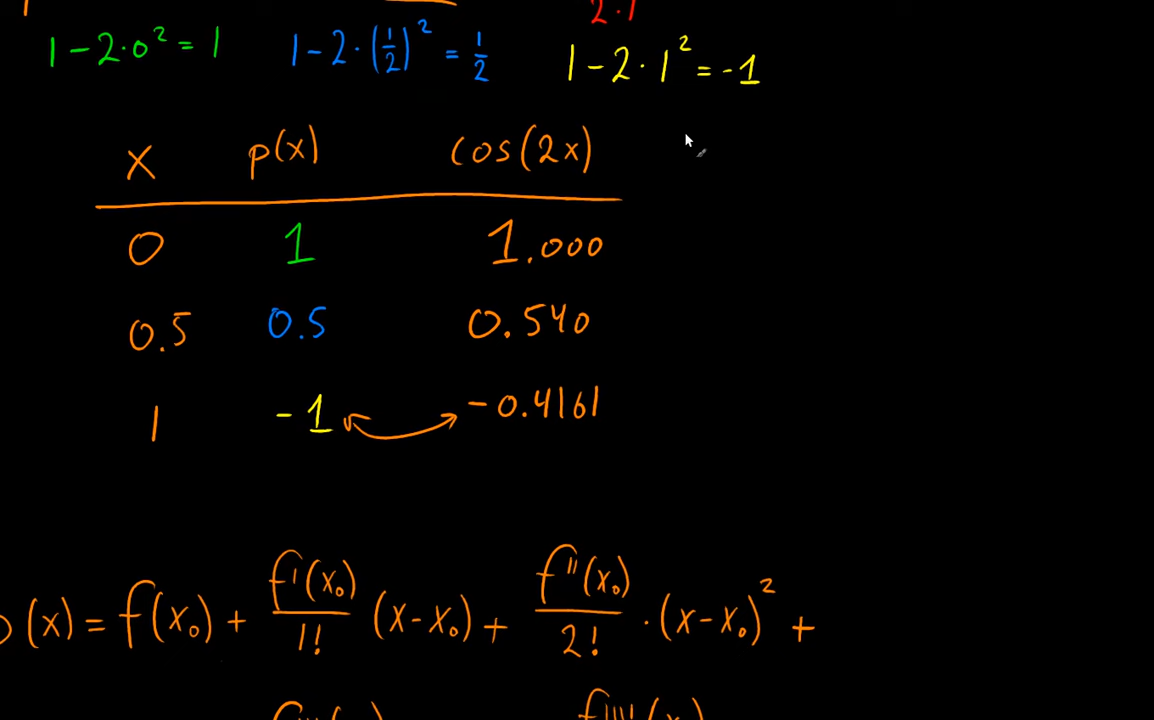 2·1
1-2·0² = 1   1-2·(1/2)² = 1/2   1-2·1² = -1
x   p(x)   cos(2x)
0   1   1.000
0.5   0.5   0.540
1   -1   -0.4161
(x) = f(x₀) + f'(x₀)/1! (x-x₀) + f''(x₀)/2! · (x-x₀)² +